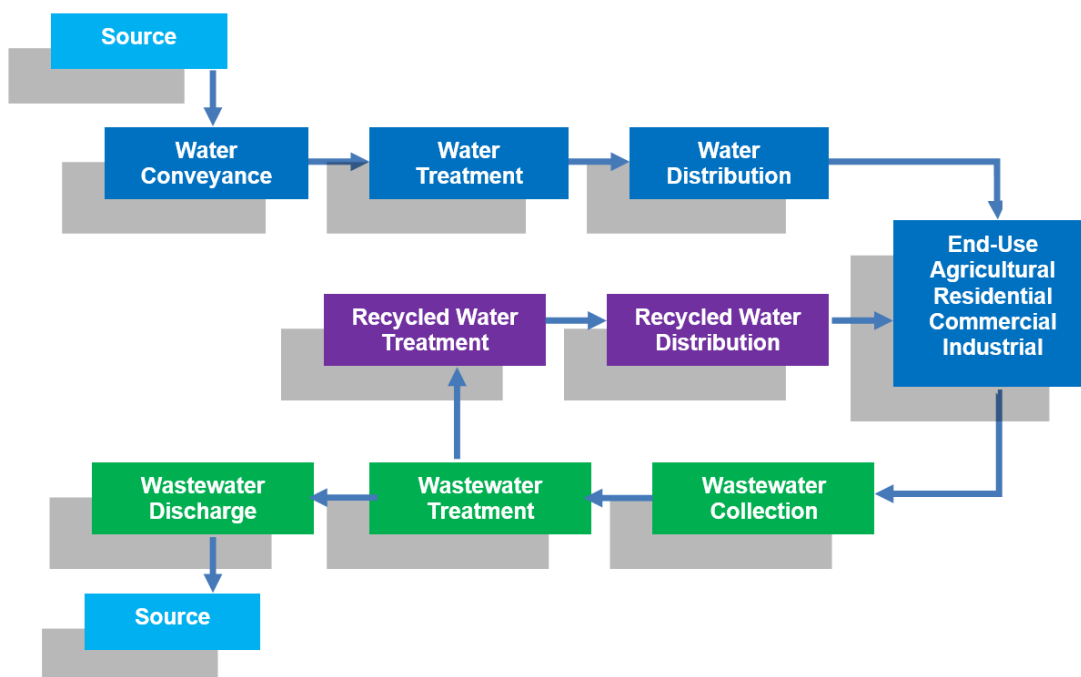 Source
Water
Conveyance
Water
Treatment
Water
Distribution
End-Use
Agricultural
Residential
Commercial
Industrial
Recycled Water
Treatment
Recycled Water
Distribution
Wastewater
Discharge
Wastewater
Treatment
Wastewater
Collection
Source